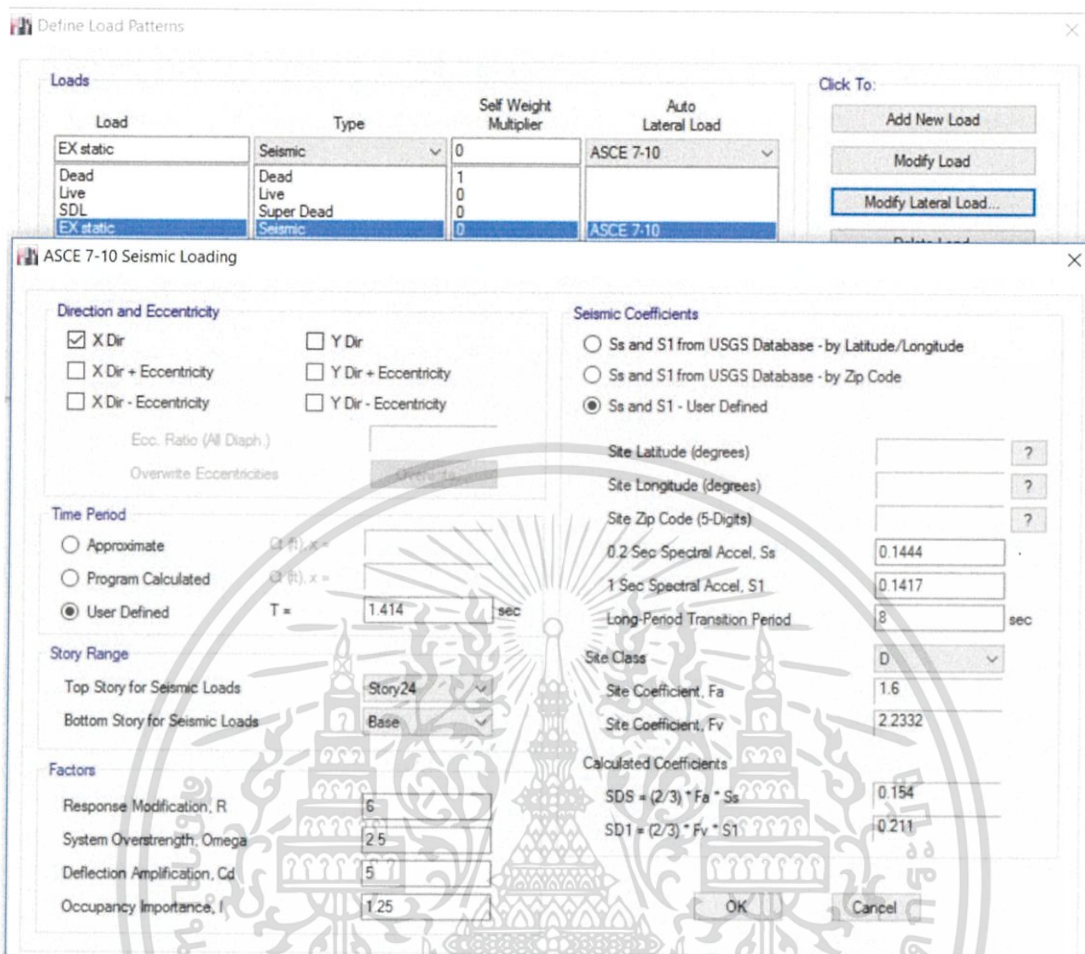 Define Load Patterns
Loads
Load Type Self Weight Multiplier Auto Lateral Load
EX static Seismic 0 ASCE 7-10
Dead Dead 1
Live Live 0
SDL Super Dead 0
EX static Seismic 0 ASCE 7-10
Click To:
Add New Load
Modify Load
Modify Lateral Load...
Delete Load
ASCE 7-10 Seismic Loading
Direction and Eccentricity
X Dir Y Dir
X Dir + Eccentricity Y Dir + Eccentricity
X Dir - Eccentricity Y Dir - Eccentricity
Ecc. Ratio (All Diaph.)
Overwrite Eccentricities Overwrite...
Time Period
Approximate Ct (ft), x =
Program Calculated Ct (ft), x =
User Defined T = 1.414 sec
Story Range
Top Story for Seismic Loads Story24
Bottom Story for Seismic Loads Base
Factors
Response Modification, R 6
System Overstrength, Omega 2.5
Deflection Amplification, Cd 5
Occupancy Importance, I 1.25
Seismic Coefficients
Ss and S1 from USGS Database - by Latitude/Longitude
Ss and S1 from USGS Database - by Zip Code
Ss and S1 - User Defined
Site Latitude (degrees) ?
Site Longitude (degrees) ?
Site Zip Code (5-Digits) ?
0.2 Sec Spectral Accel, Ss 0.1444
1 Sec Spectral Accel, S1 0.1417
Long-Period Transition Period 8 sec
Site Class D
Site Coefficient, Fa 1.6
Site Coefficient, Fv 2.2332
Calculated Coefficients
SDS = (2/3) * Fa * Ss 0.154
SD1 = (2/3) * Fv * S1 0.211
OK Cancel